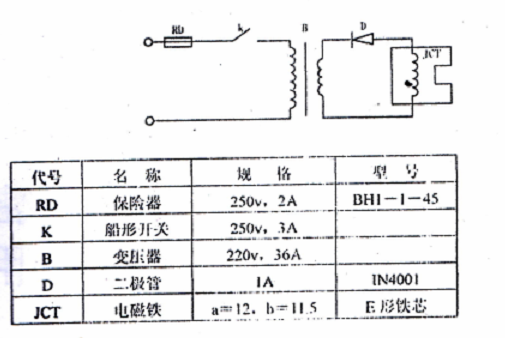 RD
K
B
D
JCT
代号 名称 规格 型号
RD 保险器 250v, 2A BH1-1-45
K 船形开关 250v, 3A
B 变压器 220v, 36A
D 二极管 1A IN4001
JCT 电磁铁 a=12, b=11.5 E形铁芯